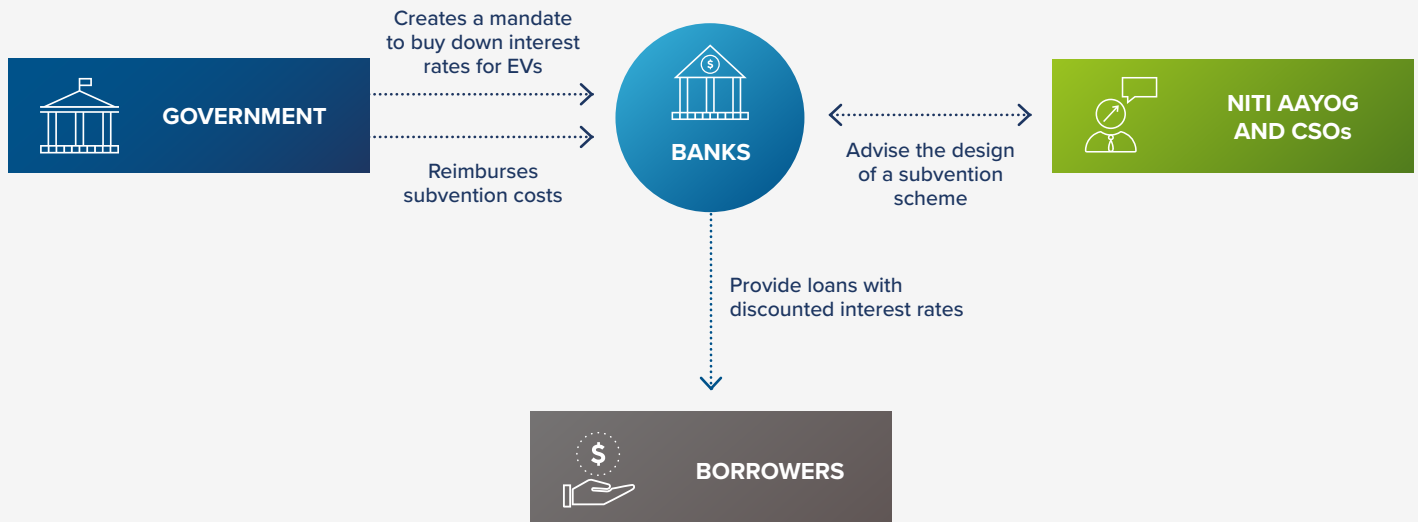 Creates a mandate
to buy down interest
rates for EVs
GOVERNMENT
Reimburses
subvention costs
$
BANKS
Advise the design
of a subvention
scheme
NITI AAYOG
AND CSOs
Provide loans with
discounted interest rates
$
BORROWERS